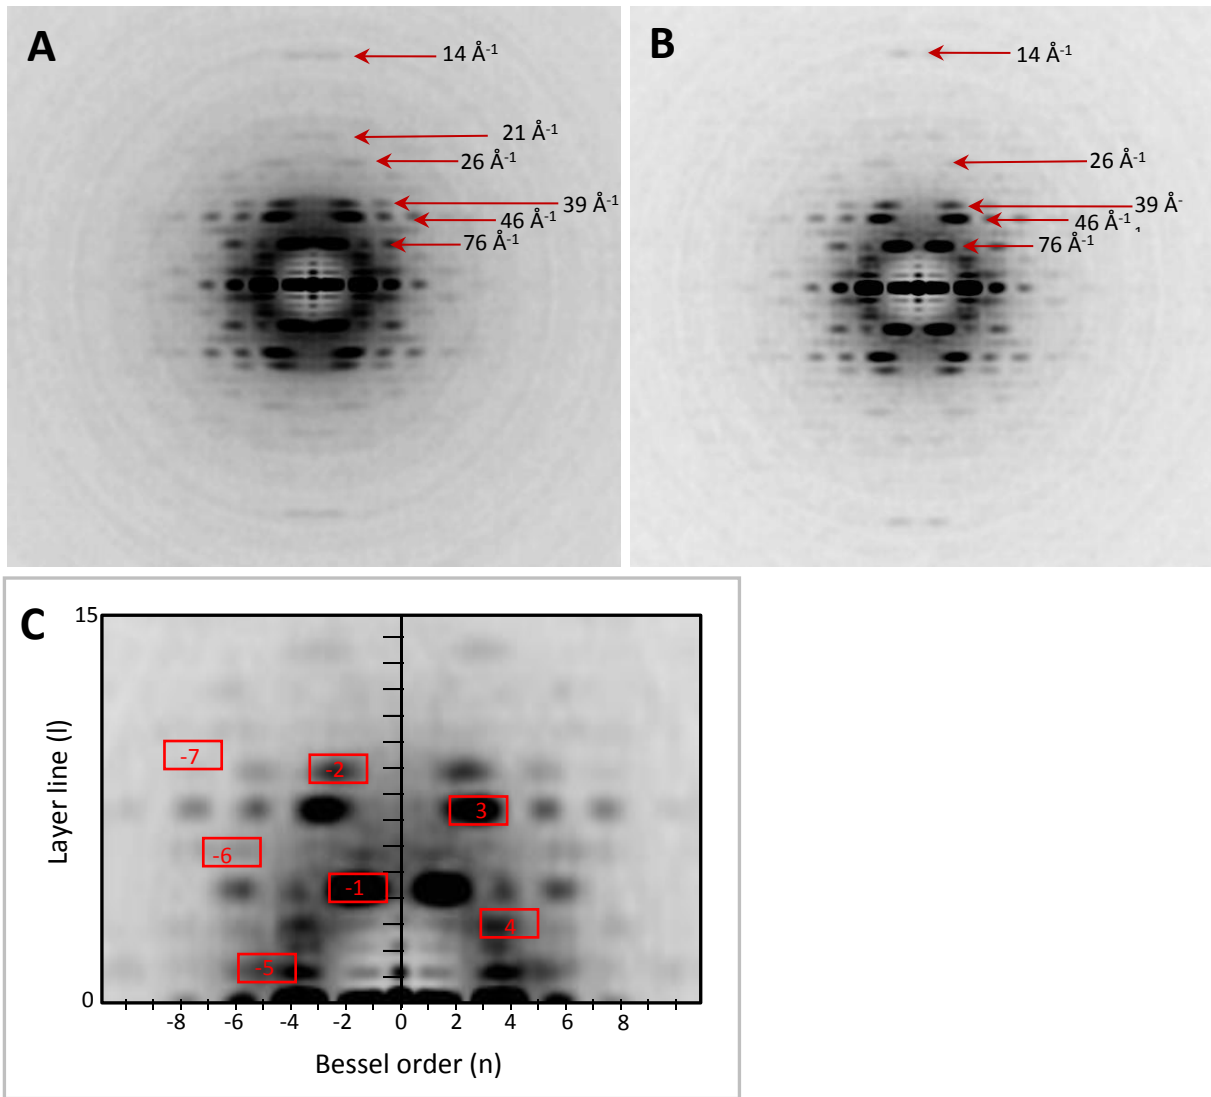 A
14 Å⁻¹
21 Å⁻¹
26 Å⁻¹
39 Å⁻¹
46 Å⁻¹
76 Å⁻¹
B
14 Å⁻¹
26 Å⁻¹
39 Å⁻
46 Å⁻¹
76 Å⁻¹
C
15
Layer line (l)
0
-7
-2
3
-6
-1
4
-5
-8 -6 -4 -2 0 2 4 6 8
Bessel order (n)